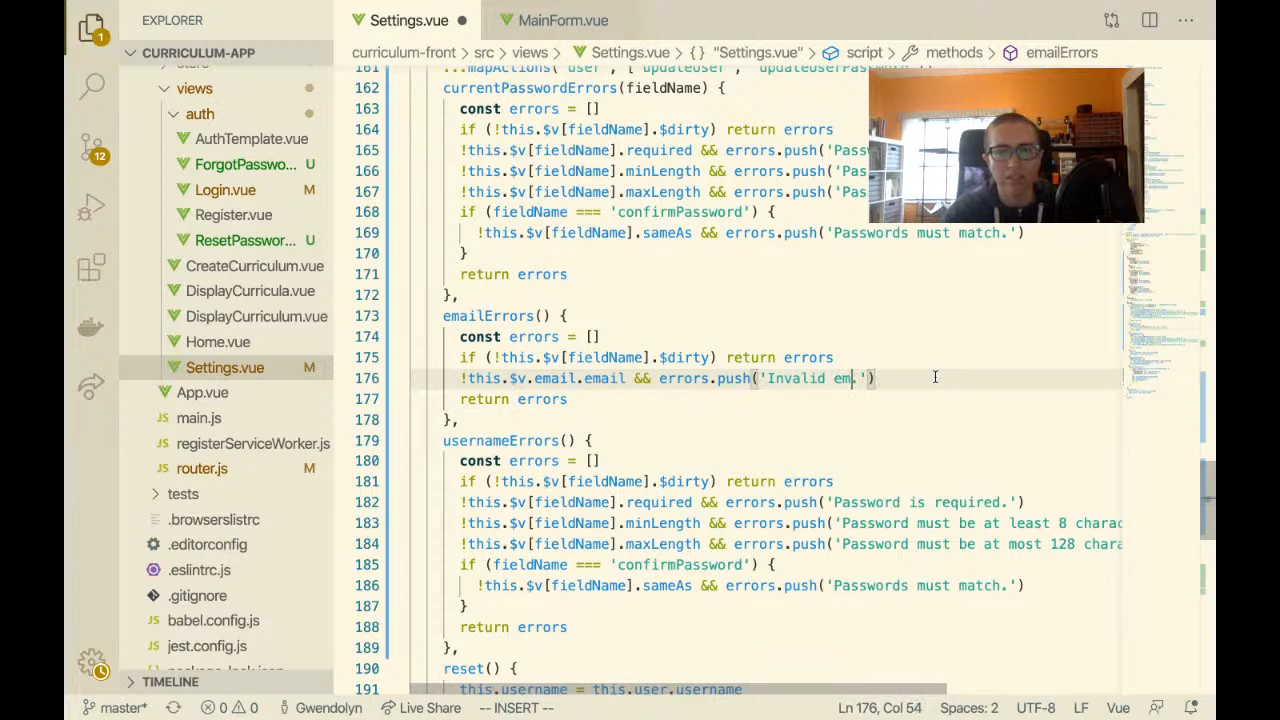 EXPLORER
1
CURRICULUM-APP
views
auth
AuthTemplate.vue
ForgotPasswo... U
Login.vue M
Register.vue
ResetPasswor... U
CreateCurriculum.vue
DisplayCurricula.vue
DisplayCurriculum.vue
Home.vue
Settings.vue M
App.vue
main.js
registerServiceWorker.js
router.js M
tests
.browserslistrc
.editorconfig
.eslintrc.js
.gitignore
babel.config.js
jest.config.js
TIMELINE
12
Settings.vue
MainForm.vue
curriculum-front > src > views > Settings.vue > {} "Settings.vue" > script > methods > emailErrors
161 ...mapActions('user', ['updateUser', 'updateUserPassword'
162 currentPasswordErrors(fieldName) {
163 const errors = []
164 if (!this.$v[fieldName].$dirty) return errors
165 !this.$v[fieldName].required && errors.push('Pas
166 !this.$v[fieldName].minLength && errors.push('Pa
167 !this.$v[fieldName].maxLength && errors.push('Pa
168 if (fieldName === 'confirmPassword') {
169 !this.$v[fieldName].sameAs && errors.push('Passwords must match.')
170 }
171 return errors
172 },
173 emailErrors() {
174 const errors = []
175 if (!this.$v[fieldName].$dirty) return errors
176 !this.$v.email.email && errors.push('Invalid em.')
177 return errors
178 },
179 usernameErrors() {
180 const errors = []
181 if (!this.$v[fieldName].$dirty) return errors
182 !this.$v[fieldName].required && errors.push('Password is required.')
183 !this.$v[fieldName].minLength && errors.push('Password must be at least 8 charac
184 !this.$v[fieldName].maxLength && errors.push('Password must be at most 128 chara
185 if (fieldName === 'confirmPassword') {
186 !this.$v[fieldName].sameAs && errors.push('Passwords must match.')
187 }
188 return errors
189 },
190 reset() {
191 this.username = this.user.username
master* 0 0 Gwendolyn Live Share -- INSERT -- Ln 176, Col 54 Spaces: 2 UTF-8 LF Vue